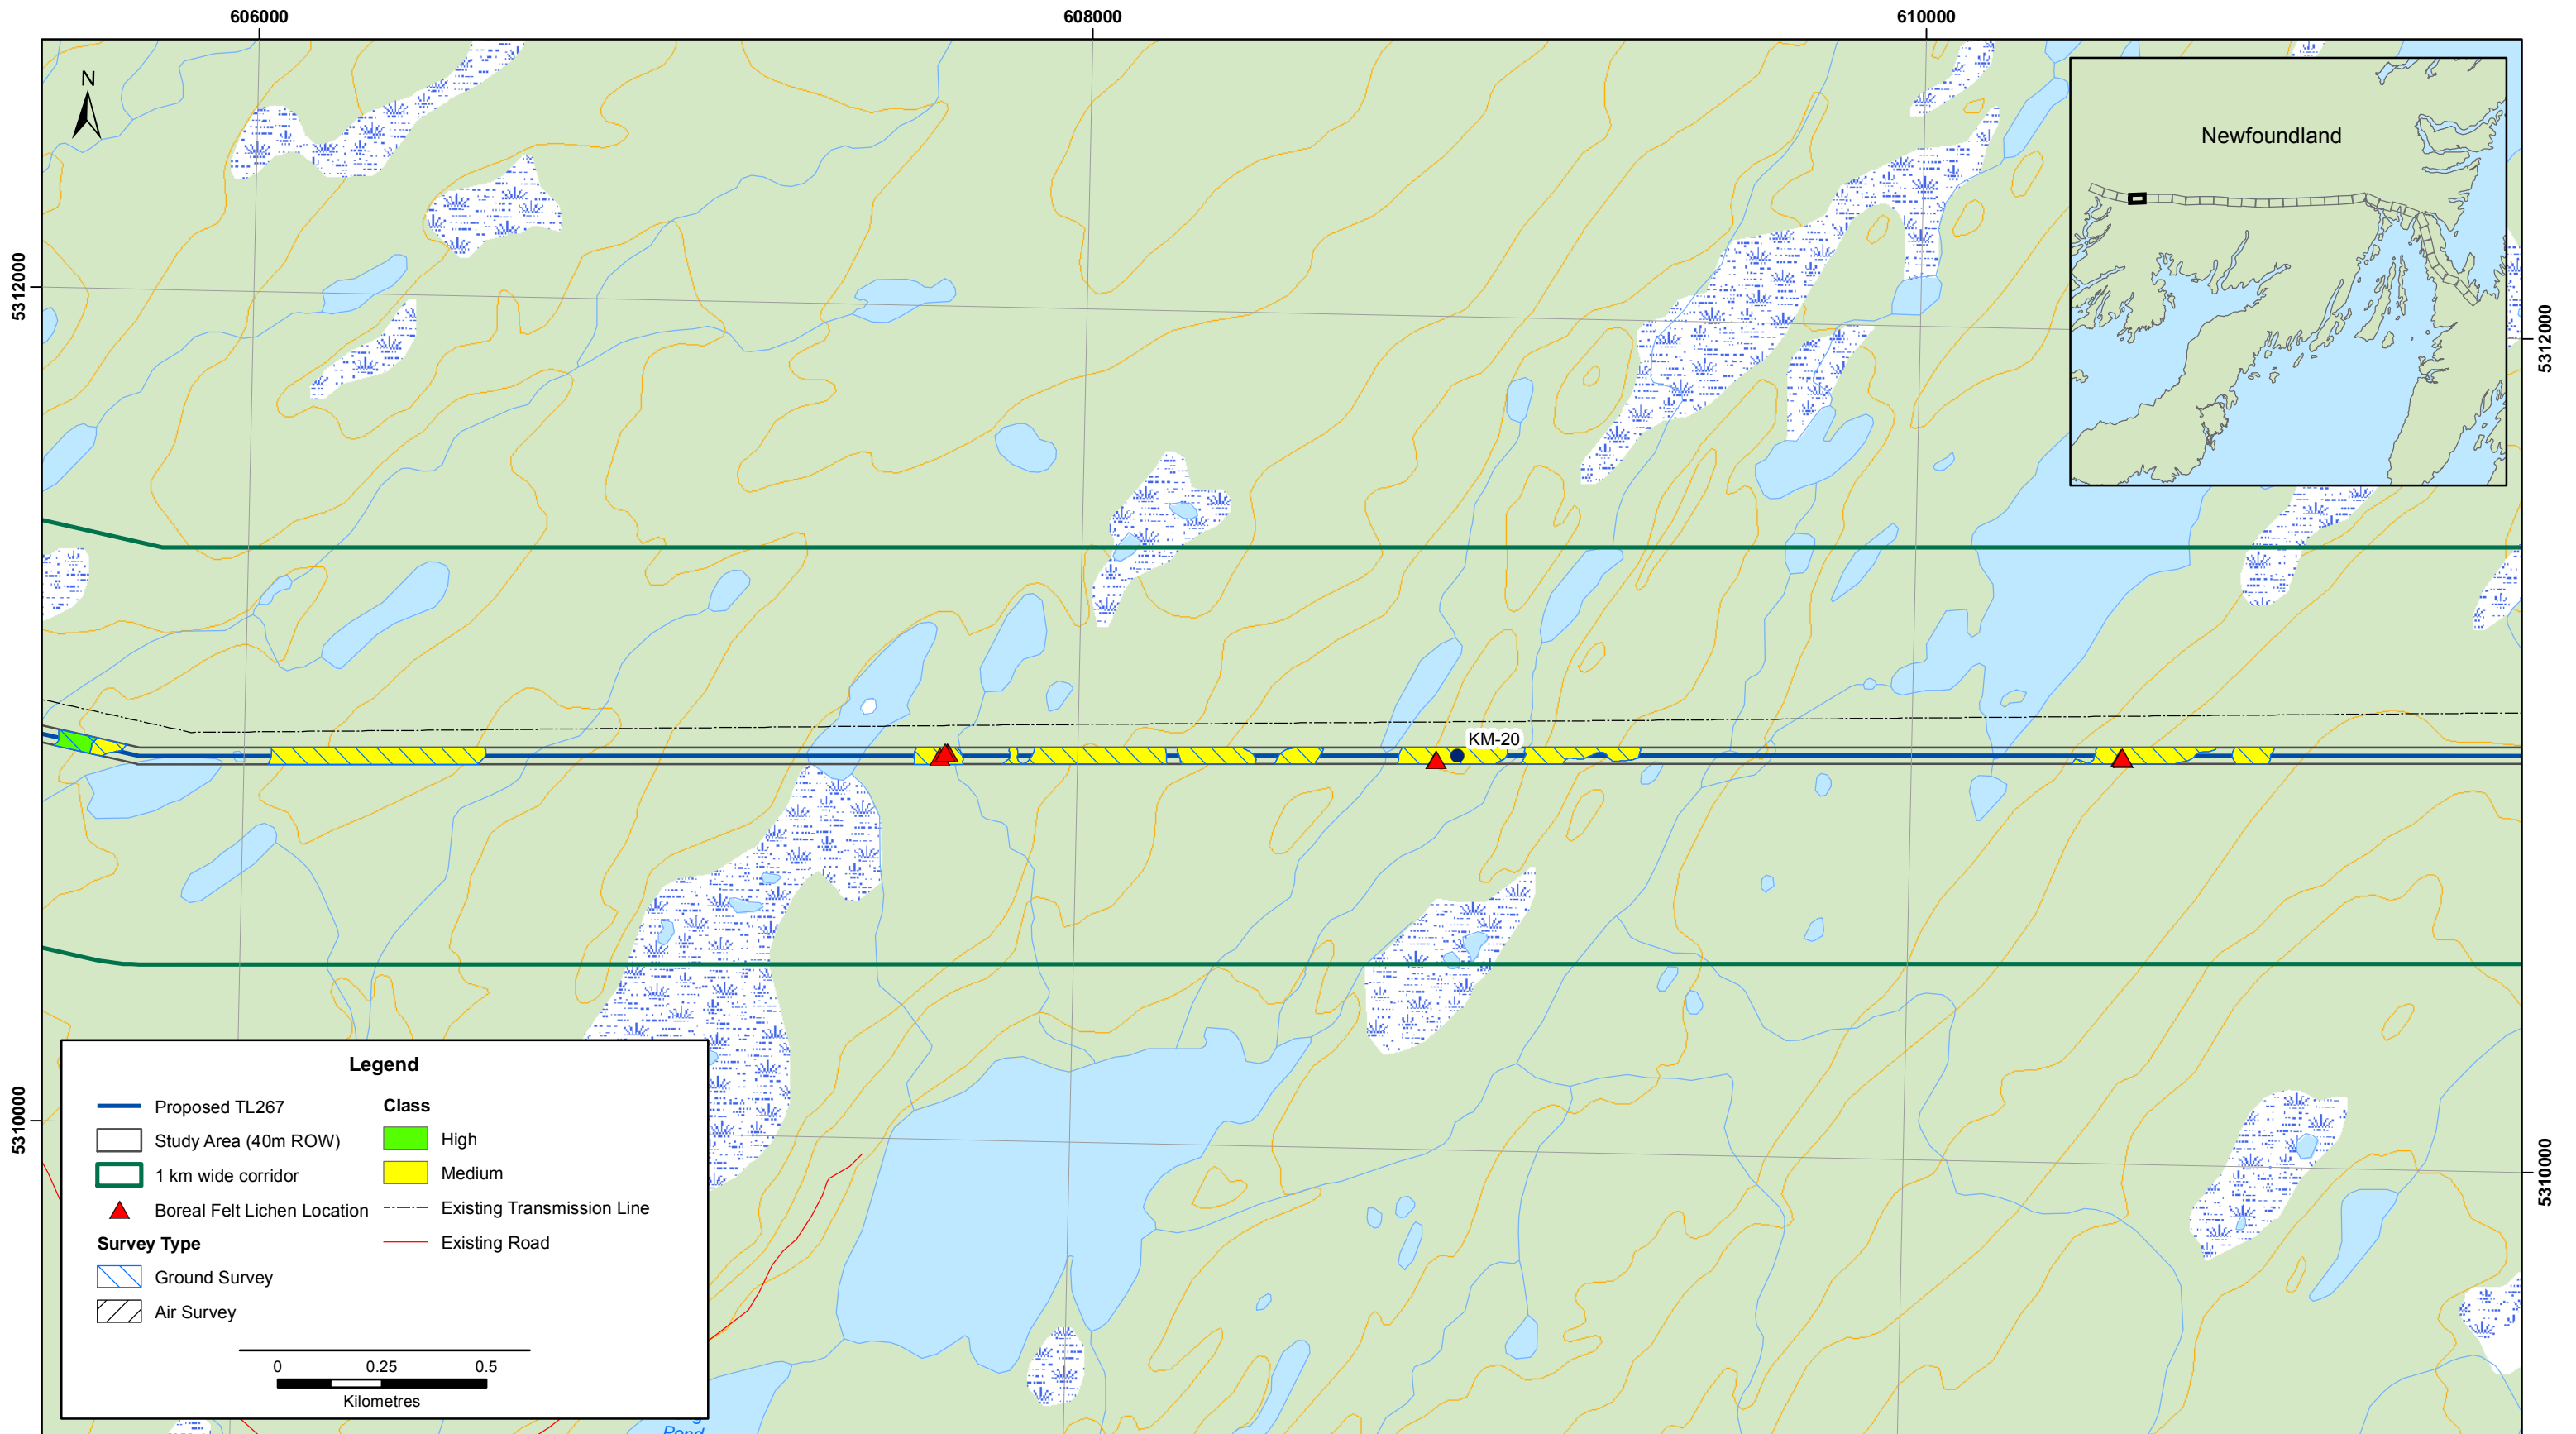 606000
608000
610000
N
Newfoundland
5312000
5312000
KM-20
5310000
5310000
Legend
Proposed TL267
Study Area (40m ROW)
1 km wide corridor
Boreal Felt Lichen Location
Survey Type
Ground Survey
Air Survey
Class
High
Medium
Existing Transmission Line
Existing Road
0 0.25 0.5
Kilometres
Pond